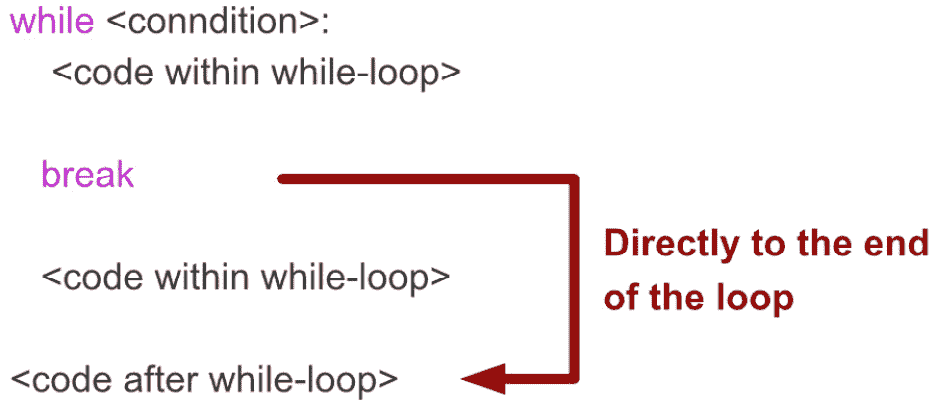 while <conndition>:
<code within while-loop>
break
Directly to the end
of the loop
<code within while-loop>
<code after while-loop>